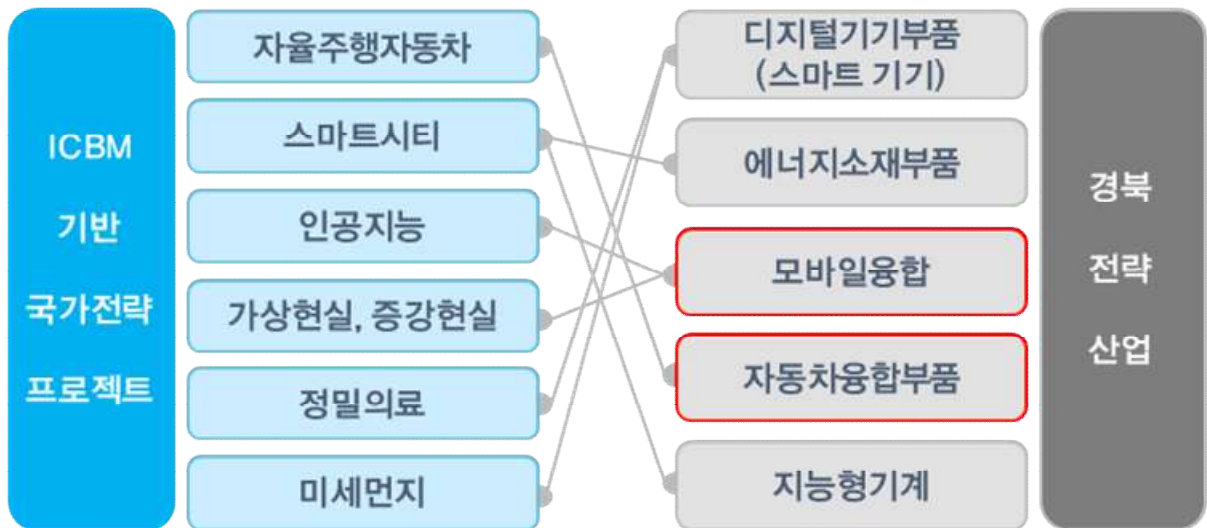 ICBM
기반
국가전략
프로젝트
자율주행자동차
스마트시티
인공지능
가상현실, 증강현실
정밀의료
미세먼지
디지털기기부품
(스마트 기기)
에너지소재부품
모바일융합
자동차융합부품
지능형기계
경북
전략
산업